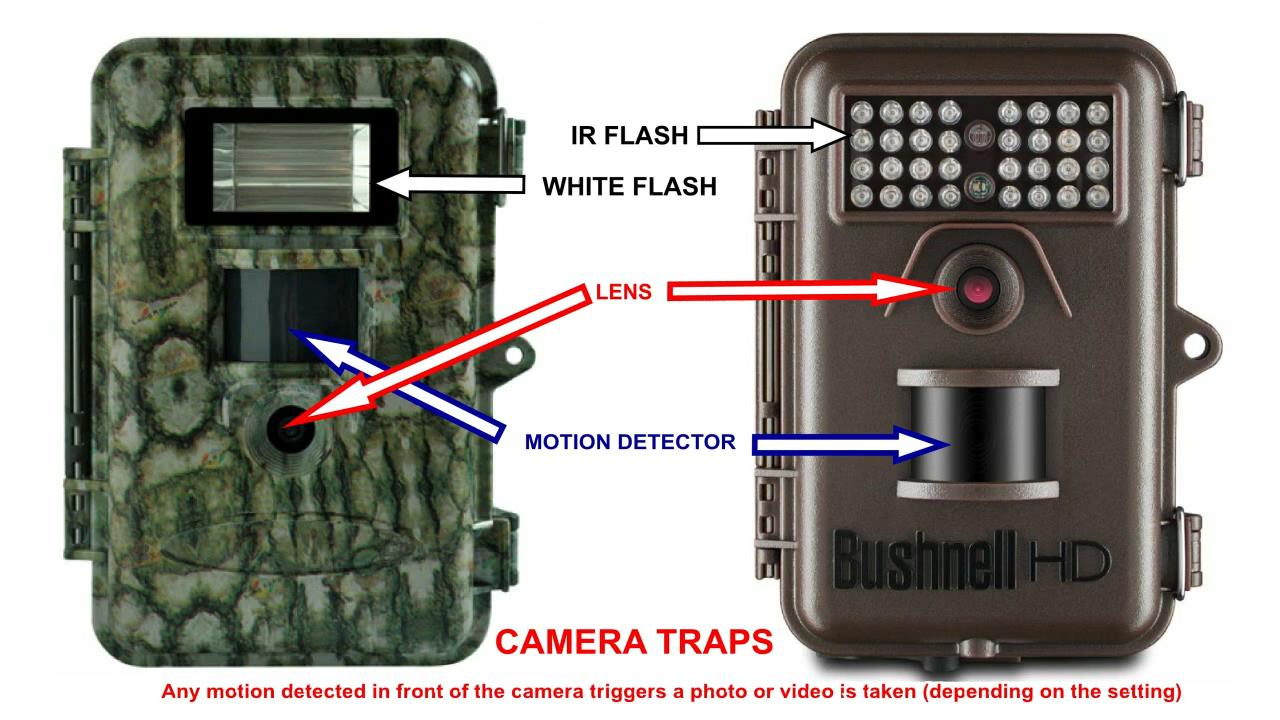 IR FLASH
WHITE FLASH
LENS
MOTION DETECTOR
Bushnell HD
CAMERA TRAPS
Any motion detected in front of the camera triggers a photo or video is taken (depending on the setting)